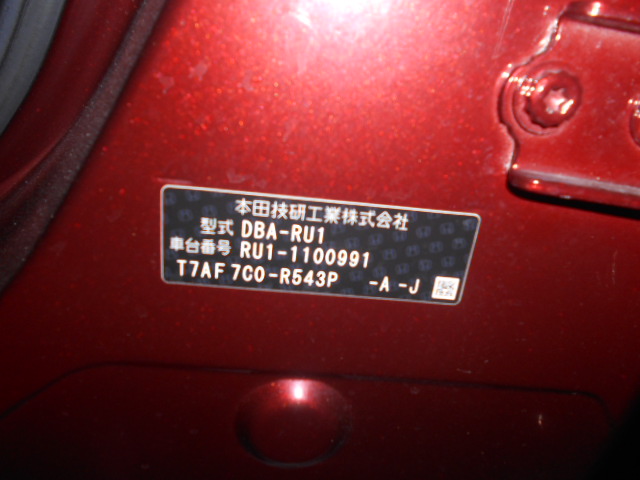 本田技研工業株式会社
型式 DBA-RU1
車台番号 RU1-1100991
T7AF 7C0-R543P -A -J